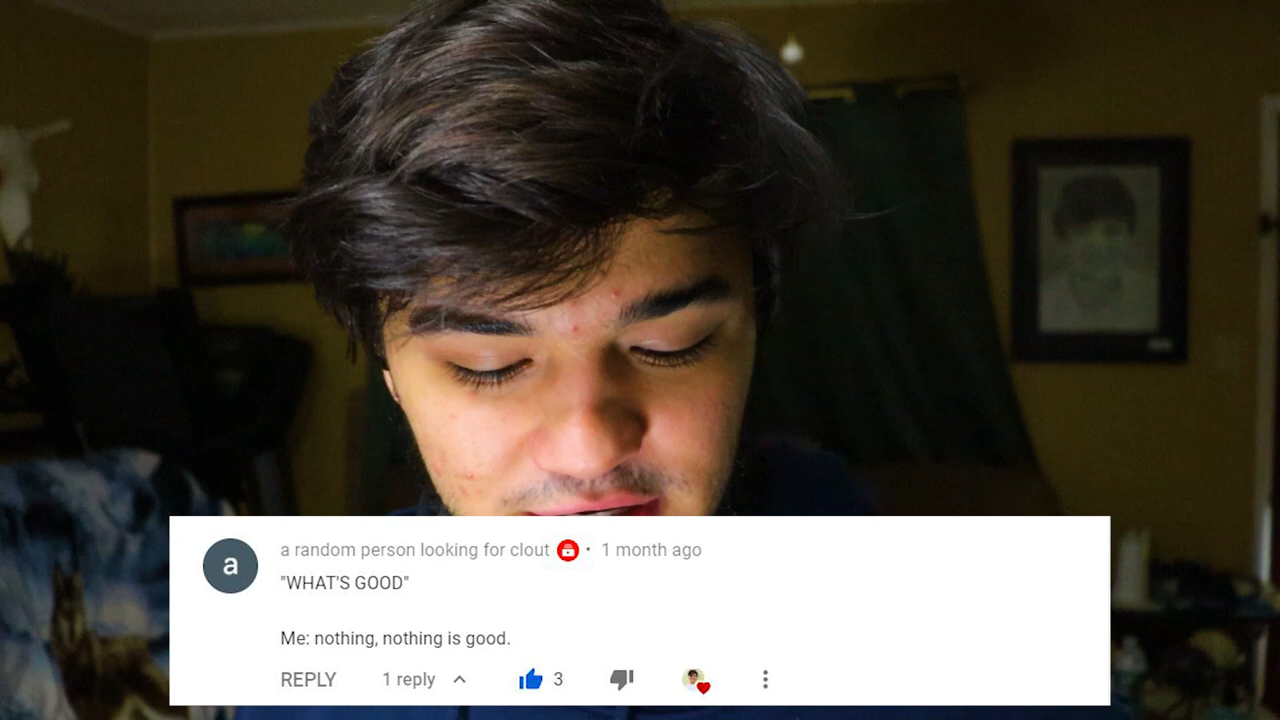 a
a random person looking for clout • 1 month ago
"WHAT'S GOOD"
Me: nothing, nothing is good.
REPLY 1 reply 3